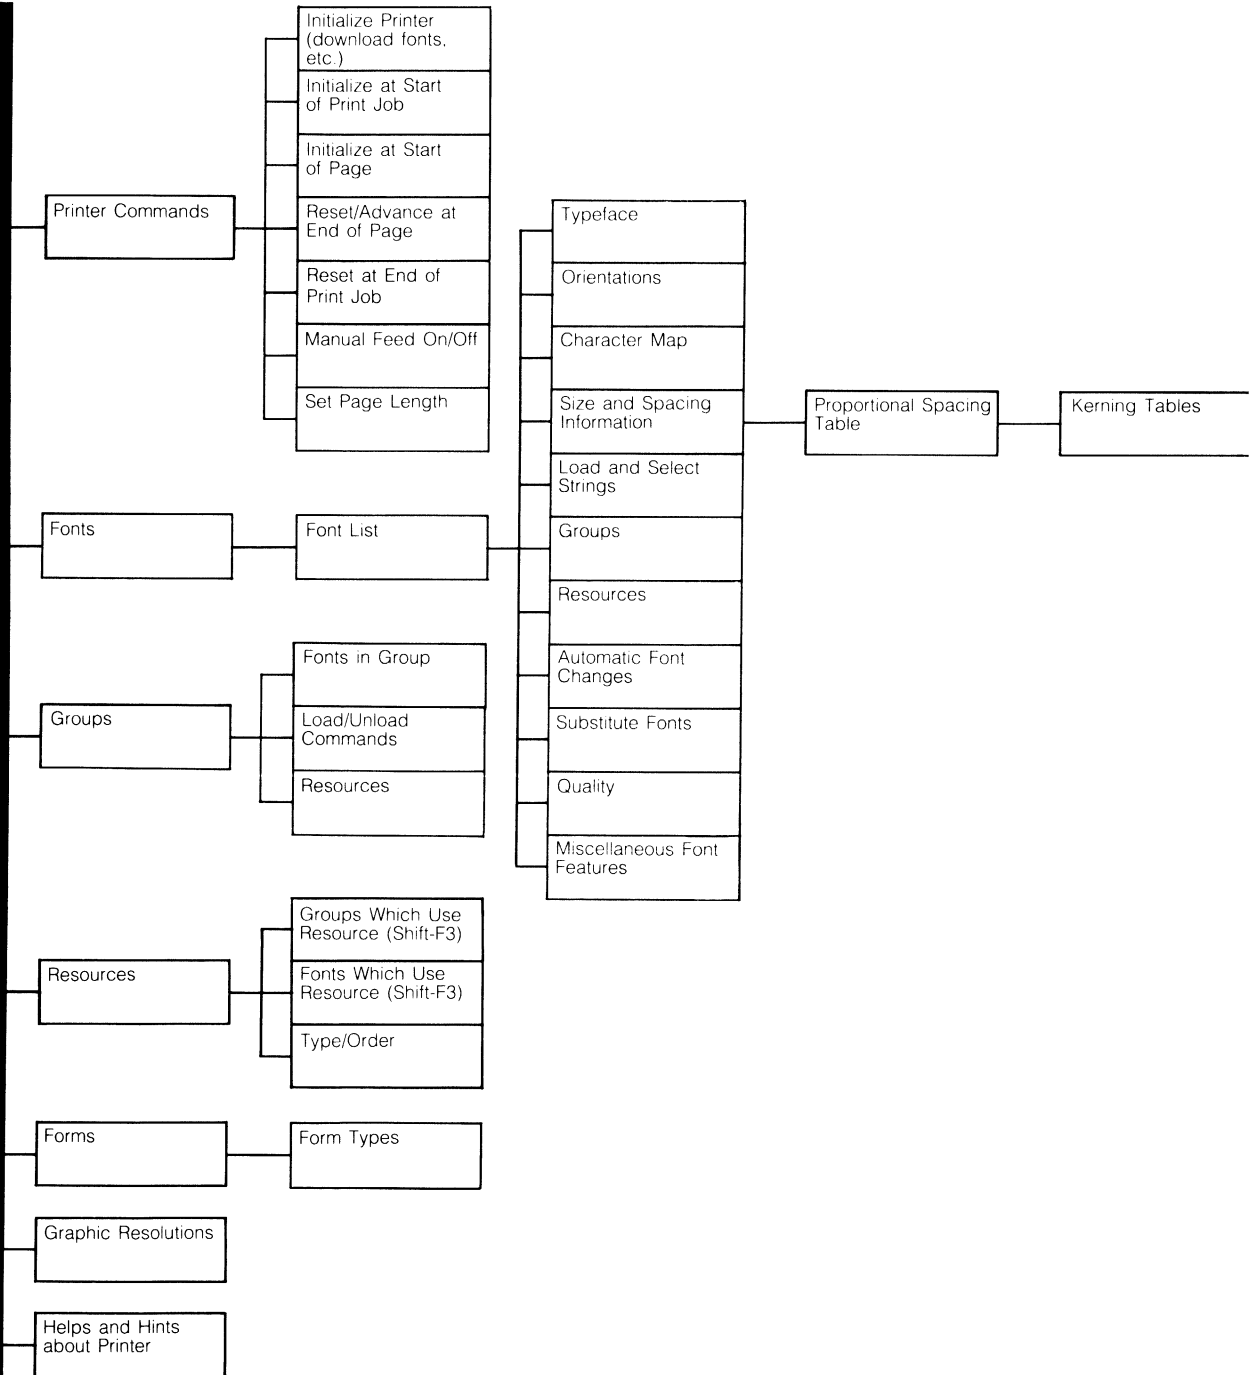 Initialize Printer
(download fonts,
etc.)
Initialize at Start
of Print Job
Initialize at Start
of Page
Printer Commands
Reset/Advance at
End of Page
Reset at End of
Print Job
Manual Feed On/Off
Set Page Length
Typeface
Orientations
Character Map
Size and Spacing
Information
Proportional Spacing
Table
Kerning Tables
Load and Select
Strings
Fonts
Font List
Groups
Resources
Automatic Font
Changes
Substitute Fonts
Quality
Miscellaneous Font
Features
Groups
Fonts in Group
Load/Unload
Commands
Resources
Resources
Groups Which Use
Resource (Shift-F3)
Fonts Which Use
Resource (Shift-F3)
Type/Order
Forms
Form Types
Graphic Resolutions
Helps and Hints
about Printer